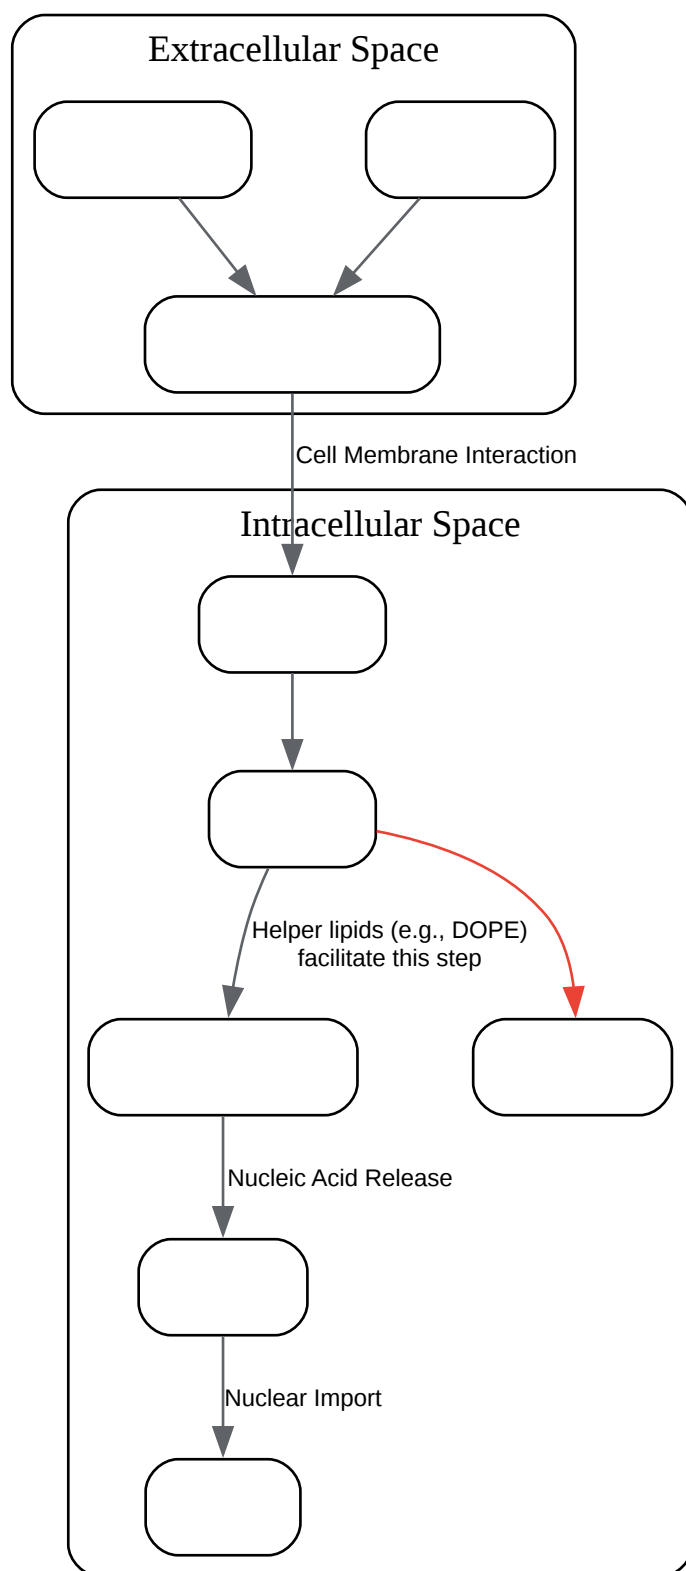 Extracellular Space
Cell Membrane Interaction
Intracellular Space
Helper lipids (e.g., DOPE)
facilitate this step
Nucleic Acid Release
Nuclear Import